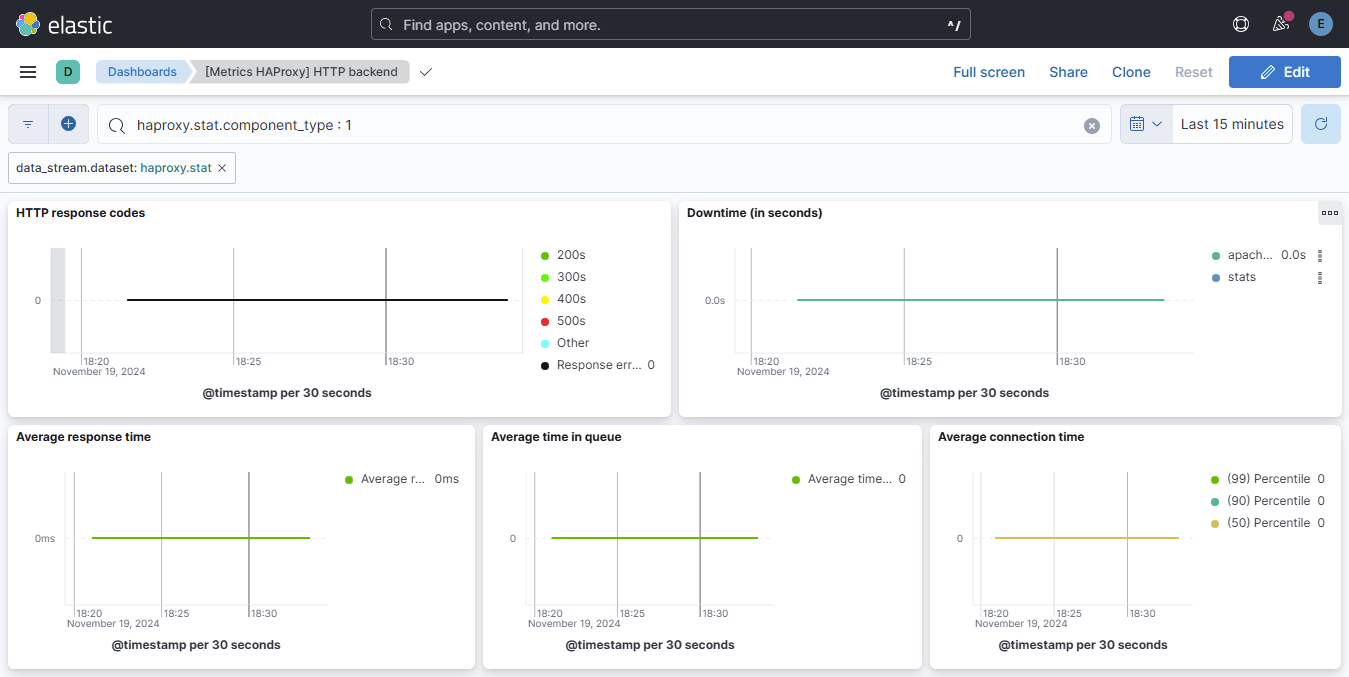 elastic
Find apps, content, and more.
^/
E
D
Dashboards
[Metrics HAProxy] HTTP backend
Full screen
Share
Clone
Reset
Edit
haproxy.stat.component_type : 1
Last 15 minutes
data_stream.dataset: haproxy.stat
HTTP response codes
0
18:20
18:25
18:30
November 19, 2024
@timestamp per 30 seconds
200s
300s
400s
500s
Other
Response err... 0
Downtime (in seconds)
0.0s
18:20
18:25
18:30
November 19, 2024
@timestamp per 30 seconds
apach... 0.0s
stats
Average response time
0ms
18:20
18:25
18:30
November 19, 2024
@timestamp per 30 seconds
Average r... 0ms
Average time in queue
0
18:20
18:25
18:30
November 19, 2024
@timestamp per 30 seconds
Average time... 0
Average connection time
0
18:20
18:25
18:30
November 19, 2024
@timestamp per 30 seconds
(99) Percentile 0
(90) Percentile 0
(50) Percentile 0